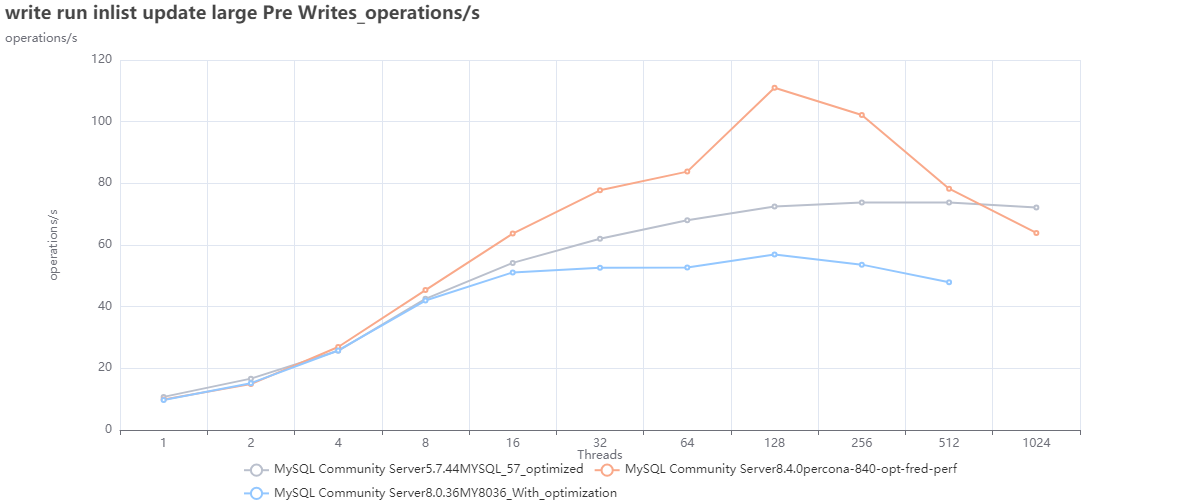 write run inlist update large Pre Writes_operations/s
operations/s
120
100
80
60
40
20
0
operations/s
1 2 4 8 16 32 64 128 256 512 1024
Threads
MySQL Community Server5.7.44MYSQL_57_optimized MySQL Community Server8.4.0percona-840-opt-fred-perf
MySQL Community Server8.0.36MY8036_With_optimization